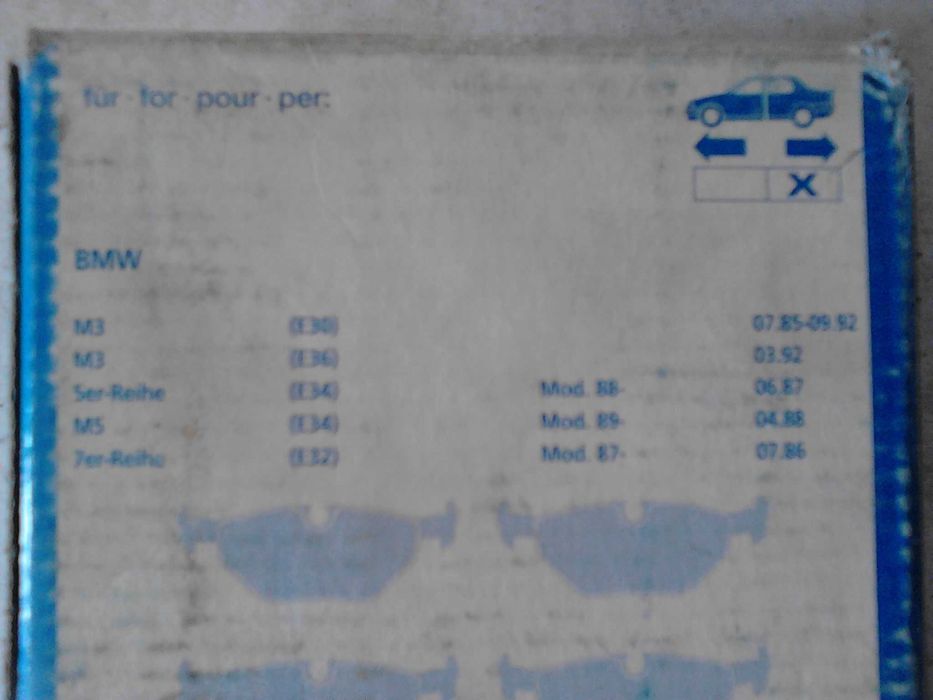 für · for · pour · per:
X
BMW
M3 (E30) 07.85-09.92
M3 (E36) 03.92
5er-Reihe (E34) Mod. 88- 06.87
M5 (E34) Mod. 89- 04.88
7er-Reihe (E32) Mod. 87- 07.86